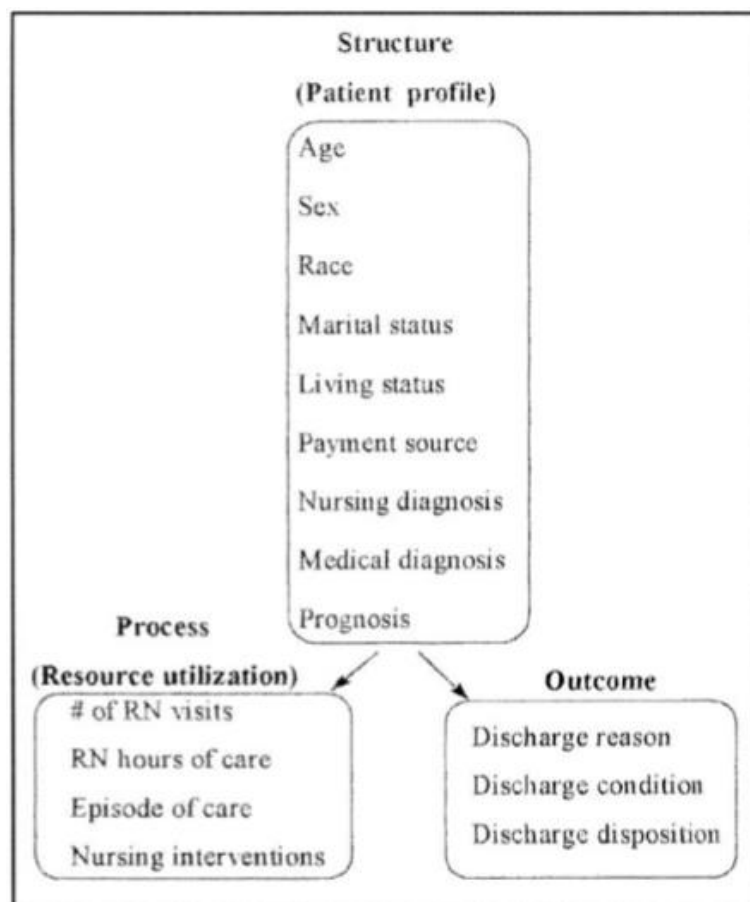 Structure
(Patient profile)
Age
Sex
Race
Marital status
Living status
Payment source
Nursing diagnosis
Medical diagnosis
Prognosis
Process
(Resource utilization)
# of RN visits
RN hours of care
Episode of care
Nursing interventions
Outcome
Discharge reason
Discharge condition
Discharge disposition